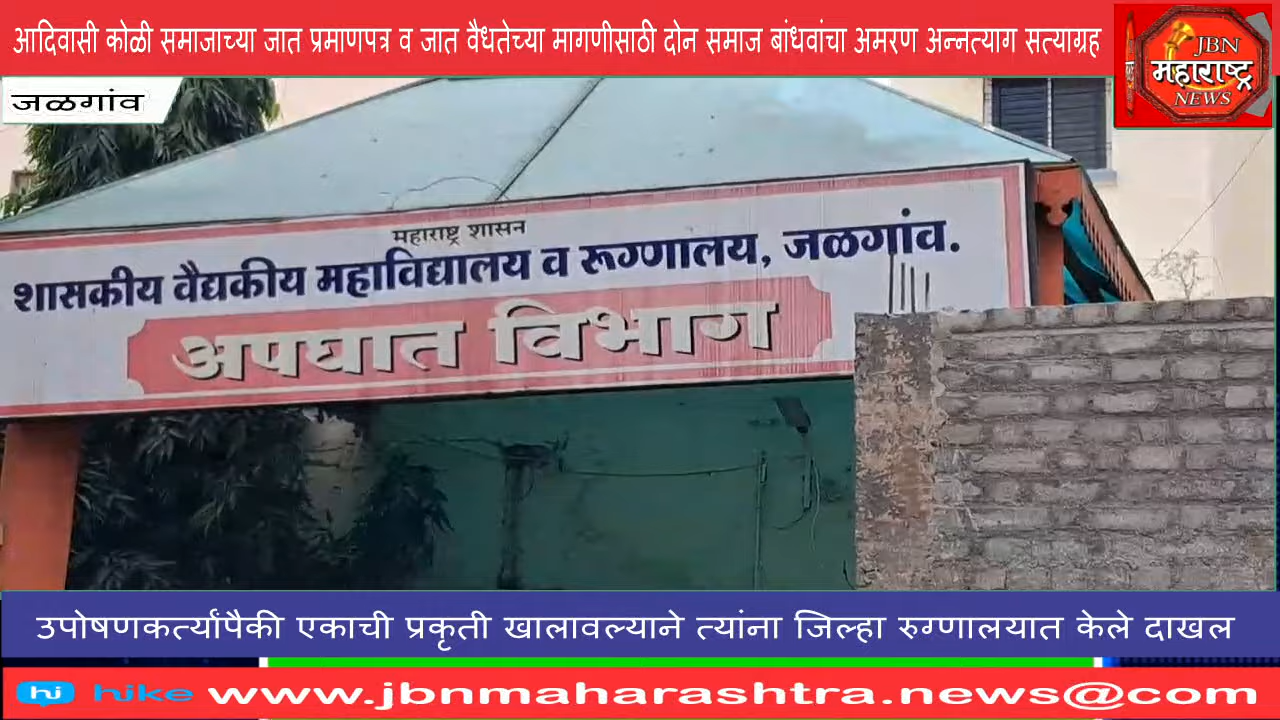 आदिवासी कोळी समाजाच्या जात प्रमाणपत्र व जात वैधतेच्या मागणीसाठी दोन समाज बांधवांचा अमरण अन्नत्याग सत्याग्रह
JBN
महाराष्ट्र
NEWS
जळगांव
महाराष्ट्र शासन
शासकीय वैद्यकीय महाविद्यालय व रूग्णालय, जळगांव.
अपघात विभाग
उपोषणकर्त्यांपैकी एकाची प्रकृती खालावल्याने त्यांना जिल्हा रुग्णालयात केले दाखल
hi hike www.jbnmaharashtra.news@com